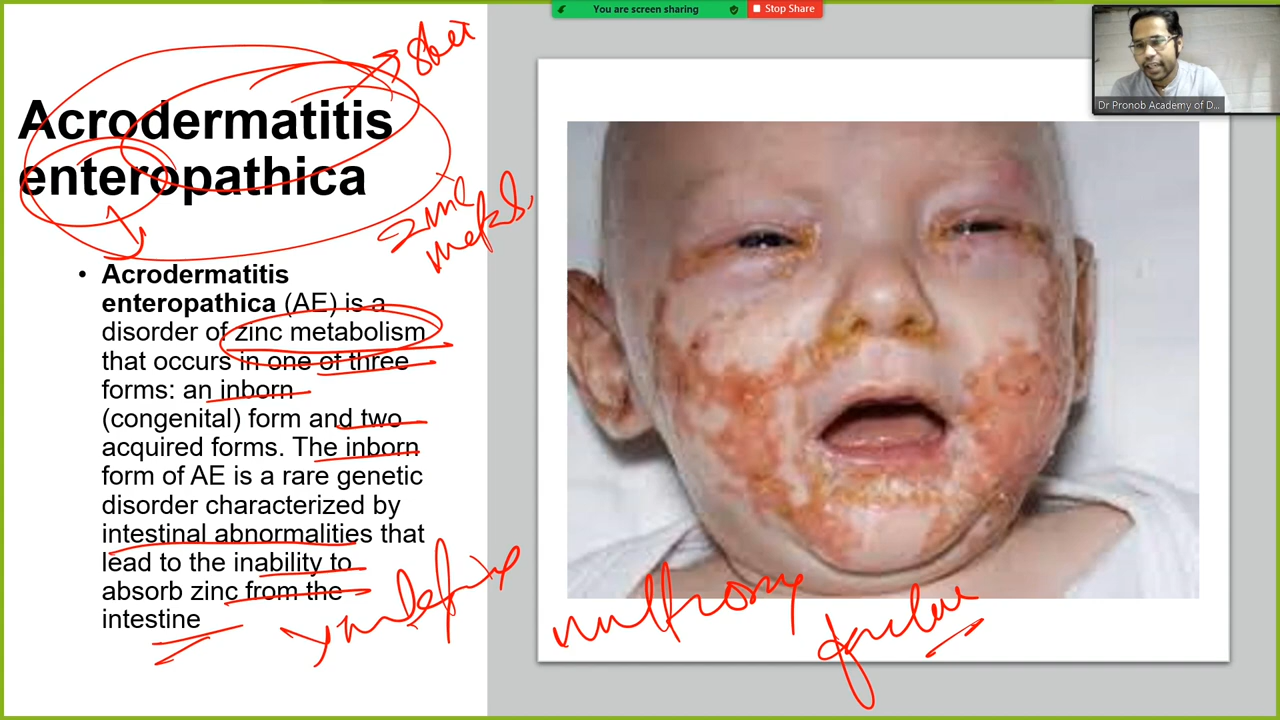 You are screen sharing
Stop Share
Dr Pronob Academy of D...
Acrodermatitis
enteropathica
zinc
• Acrodermatitis
enteropathica (AE) is a
disorder of zinc metabolism
that occurs in one of three
forms: an inborn
(congenital) form and two
acquired forms. The inborn
form of AE is a rare genetic
disorder characterized by
intestinal abnormalities that
lead to the inability to
absorb zinc from the
intestine